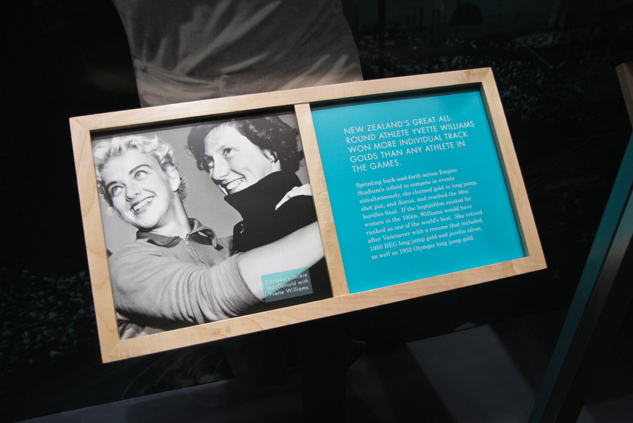 NEW ZEALAND'S GREAT ALL-
ROUND ATHLETE YVETTE WILLIAMS
WON MORE INDIVIDUAL TRACK
GOLDS THAN ANY ATHLETE IN
THE GAMES.
Sprinting back-and-forth across Empire
Stadium's infield to compete in events
simultaneously, she claimed gold in long jump,
shot put, and discus, and reached the 80m
hurdles final. If the heptathlon existed for
women in the 1950s, Williams would have
ranked as one of the world's best. She retired
after Vancouver with a resume that included
1950 BEG long jump gold and javelin silver,
as well as 1952 Olympic long jump gold.
Canada's Jackie
MacDonald with
Yvette Williams